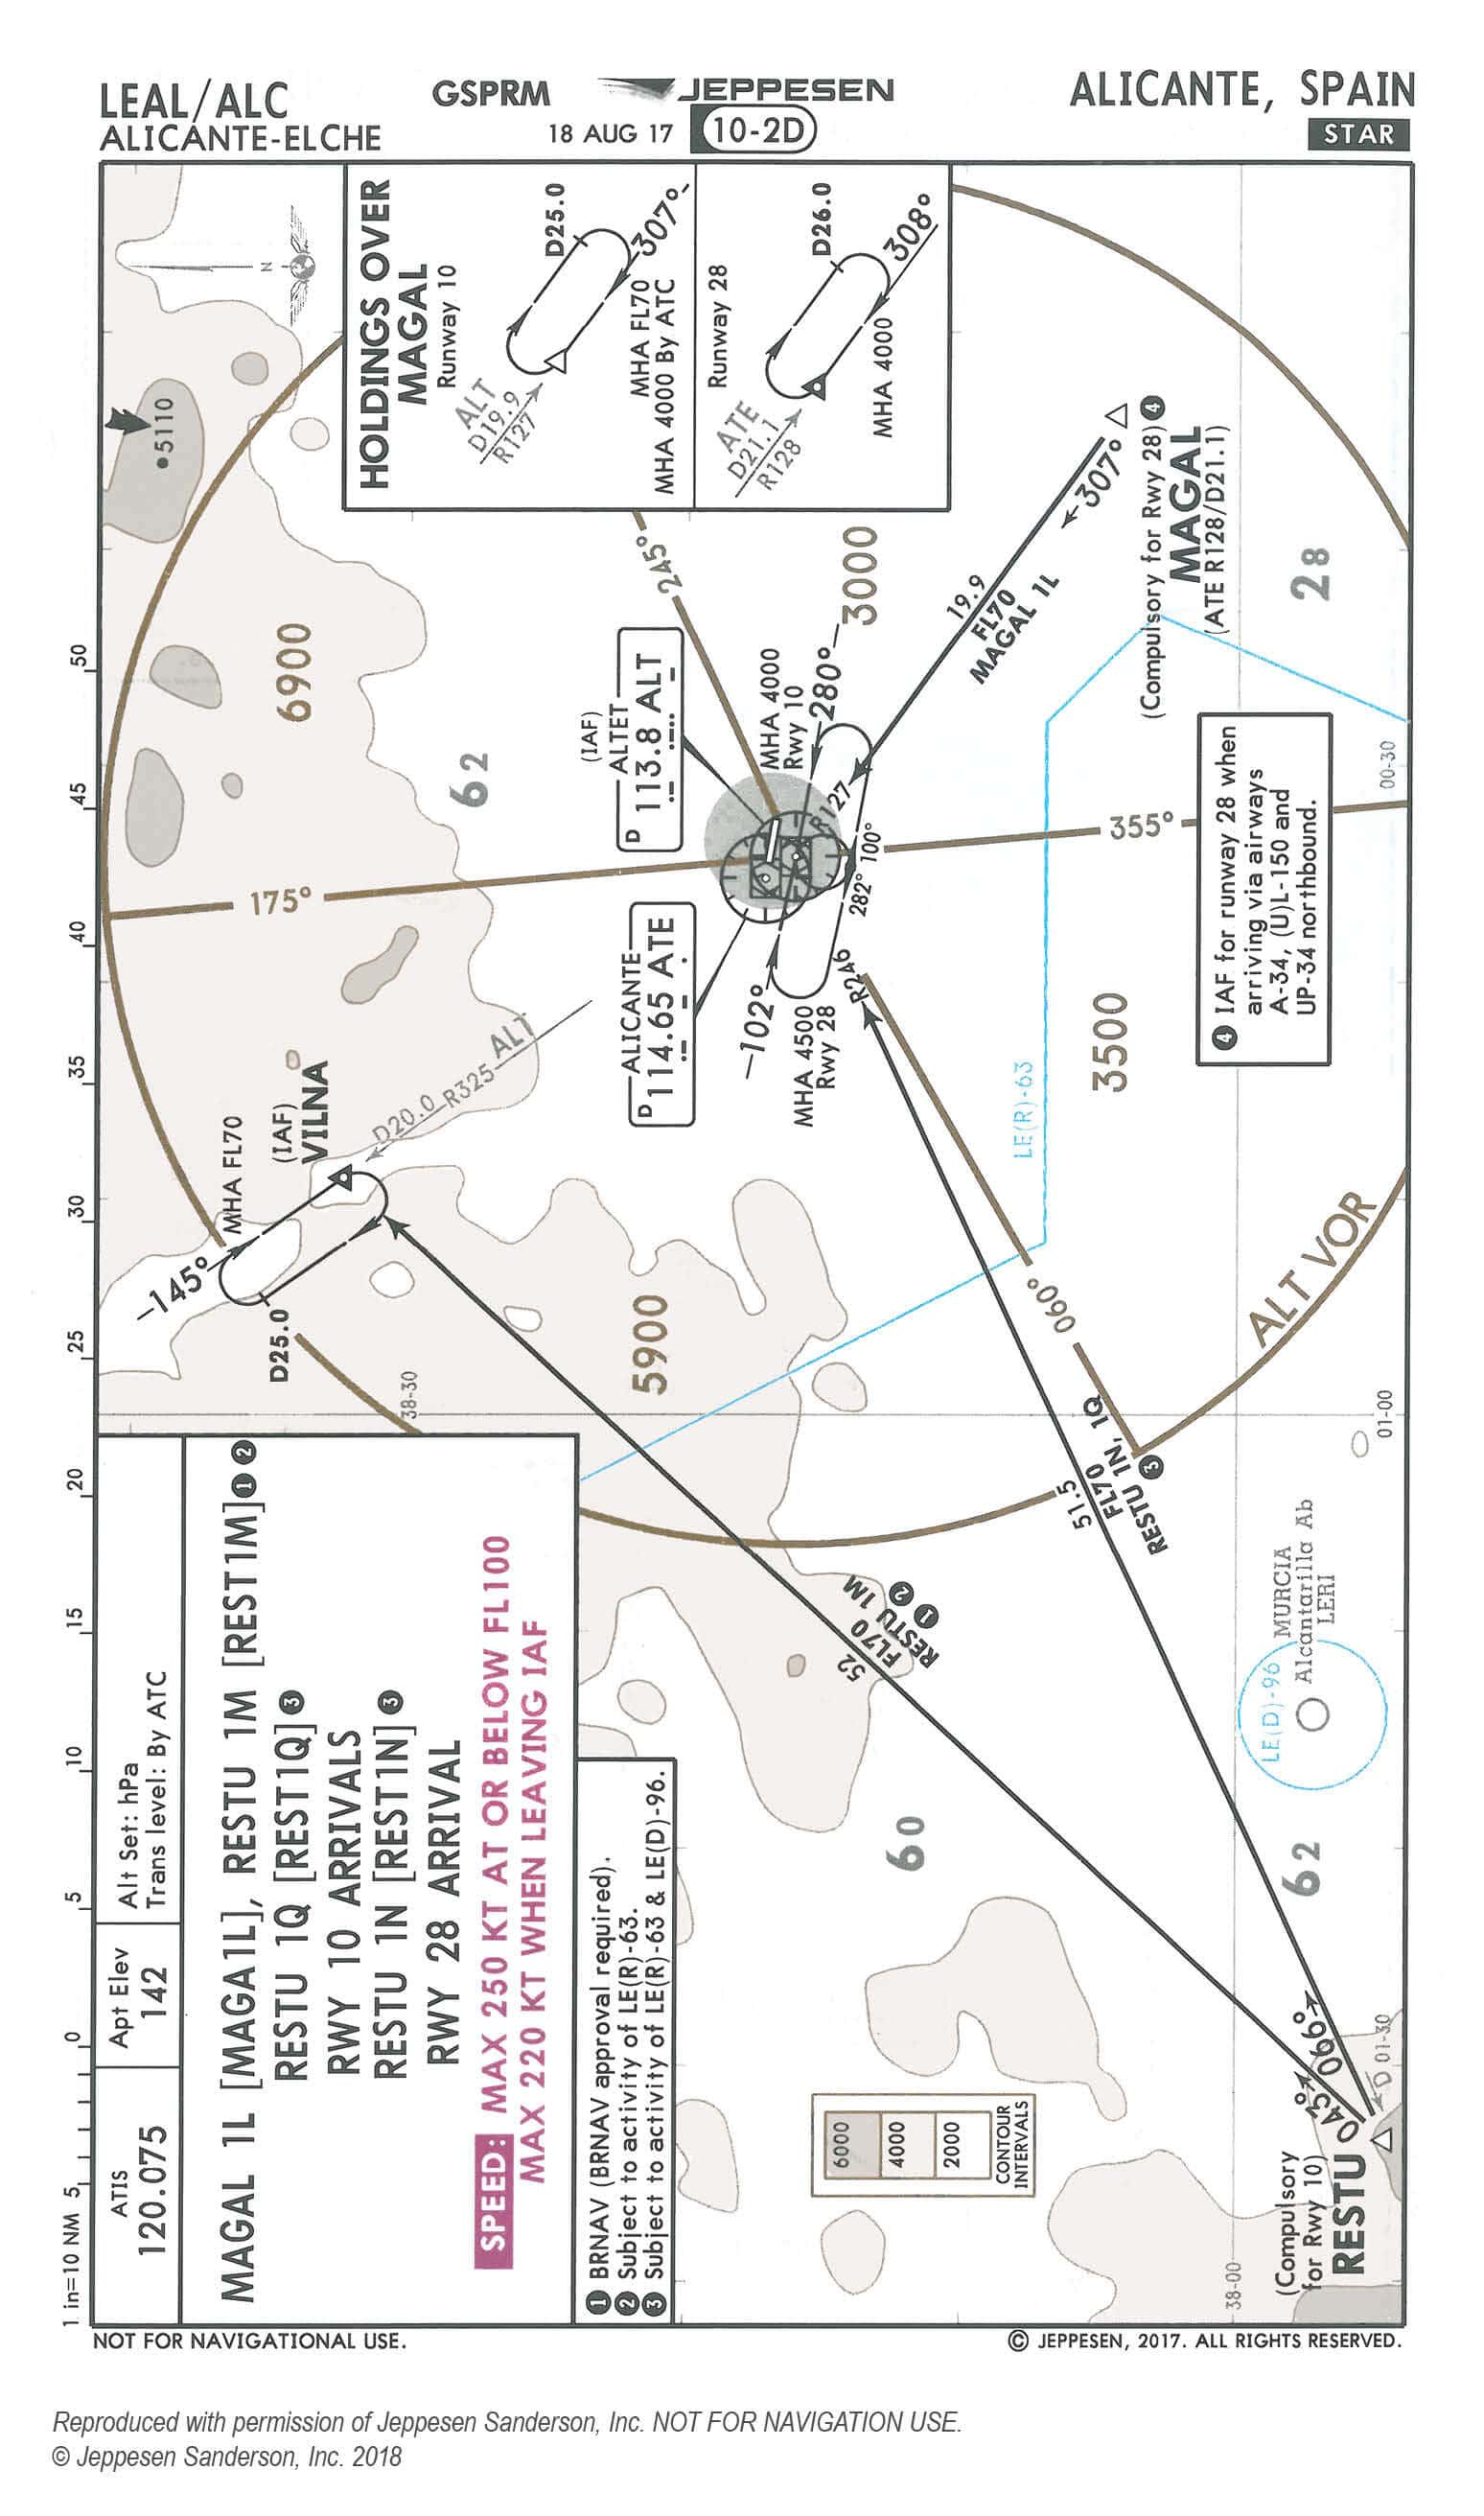 LEAL/ALC
ALICANTE-ELCHE
GSPRM
18 AUG 17
JEPPESEN
10-2D
ALICANTE, SPAIN
STAR
ATIS
120.075
Apt Elev
142
Alt Set: hPa
Trans level: By ATC
MAGAL 1L [MAGA1L], RESTU 1M [REST1M] 1 2
RESTU 1Q [REST1Q] 3
RWY 10 ARRIVALS
RESTU 1N [REST1N] 3
RWY 28 ARRIVAL
SPEED: MAX 250 KT AT OR BELOW FL100
MAX 220 KT WHEN LEAVING IAF
1 BRNAV (BRNAV approval required).
2 Subject to activity of LE(R)-63.
3 Subject to activity of LE(R)-63 & LE(D)-96.
HOLDINGS OVER
MAGAL
Runway 10
D25.0
307°
ALT
D19.9
R127
MHA FL70
MHA 4000 By ATC
Runway 28
D26.0
308°
ATE
D21.1
R128
MHA 4000
N
5110
6900
62
245°
3000
(IAF)
ALTET
D 113.8 ALT
MHA 4000
Rwy 10
280°
R127
19.9
FL70
MAGAL 1L
307°
(Compulsory for Rwy 28) 4
MAGAL
(ATE R128/D21.1)
28
175°
355°
00-30
282° 100°
ALICANTE
D 114.65 ATE
102°
MHA 4500
Rwy 28
R246
4 IAF for runway 28 when
arriving via airways
A-34, (U)L-150 and
UP-34 northbound.
3500
LE(R)-63
MHA FL70
(IAF)
VILNA
D20.0 R325 ALT
145°
D25.0
38-30
5900
060°
ALT VOR
01-00
51.5
FL70
RESTU 1N, 1Q
3
52
FL70
RESTU 1M
1 2
LE(D)-96
MURCIA
Alcantarilla Ab
LERI
60
62
6000
4000
2000
CONTOUR
INTERVALS
043°
066°
D 01-30
(Compulsory
for Rwy 10)
RESTU
38-00
1 in=10 NM 5 0 5 10 15 20 25 30 35 40 45 50
NOT FOR NAVIGATIONAL USE.
© JEPPESEN, 2017. ALL RIGHTS RESERVED.
Reproduced with permission of Jeppesen Sanderson, Inc. NOT FOR NAVIGATION USE.
© Jeppesen Sanderson, Inc. 2018